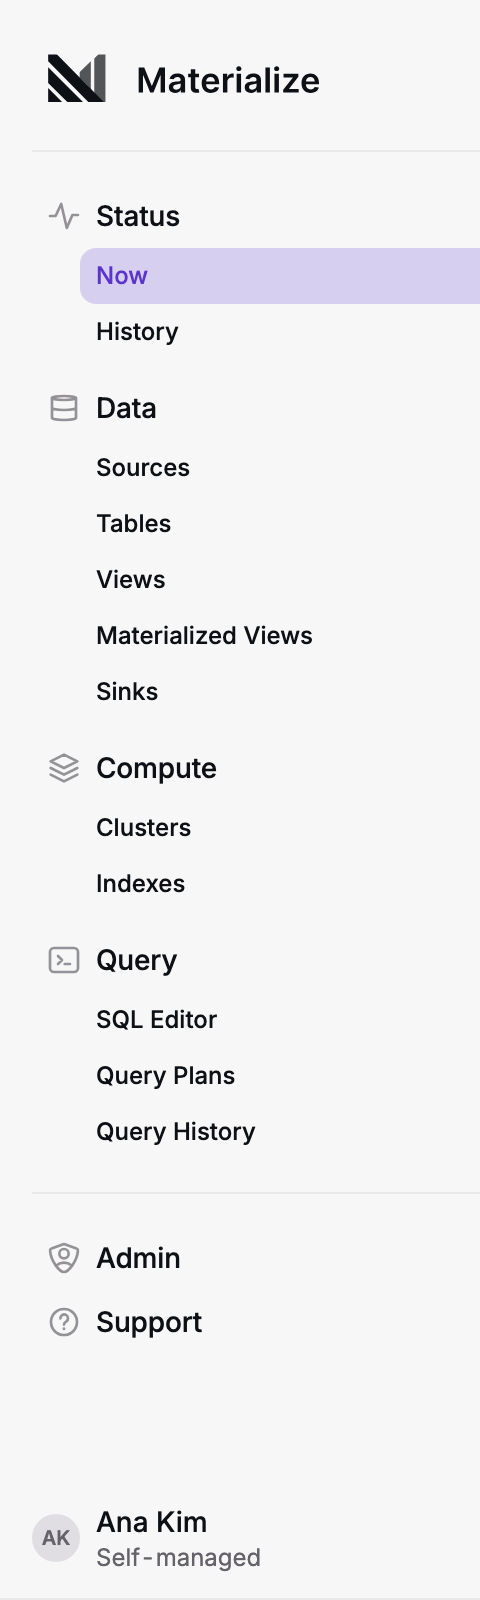 Materialize
Status
Now
History
Data
Sources
Tables
Views
Materialized Views
Sinks
Compute
Clusters
Indexes
Query
SQL Editor
Query Plans
Query History
Admin
Support
AK
Ana Kim
Self-managed